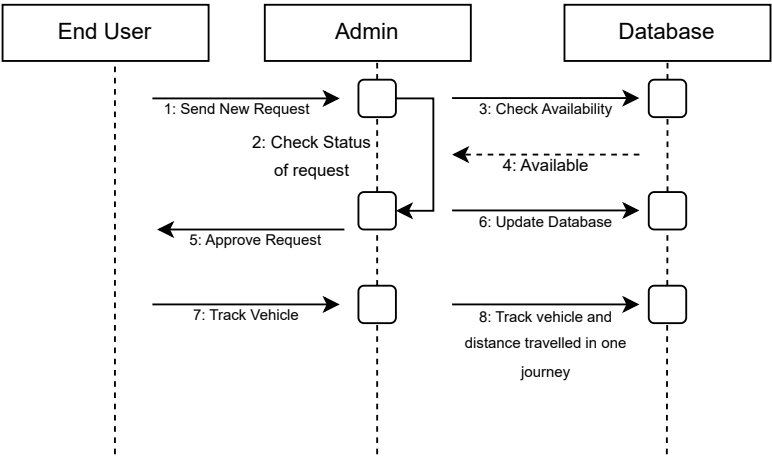 End User
Admin
Database
1: Send New Request
3: Check Availability
2: Check Status
of request
4: Available
5: Approve Request
6: Update Database
7: Track Vehicle
8: Track vehicle and
distance travelled in one
journey